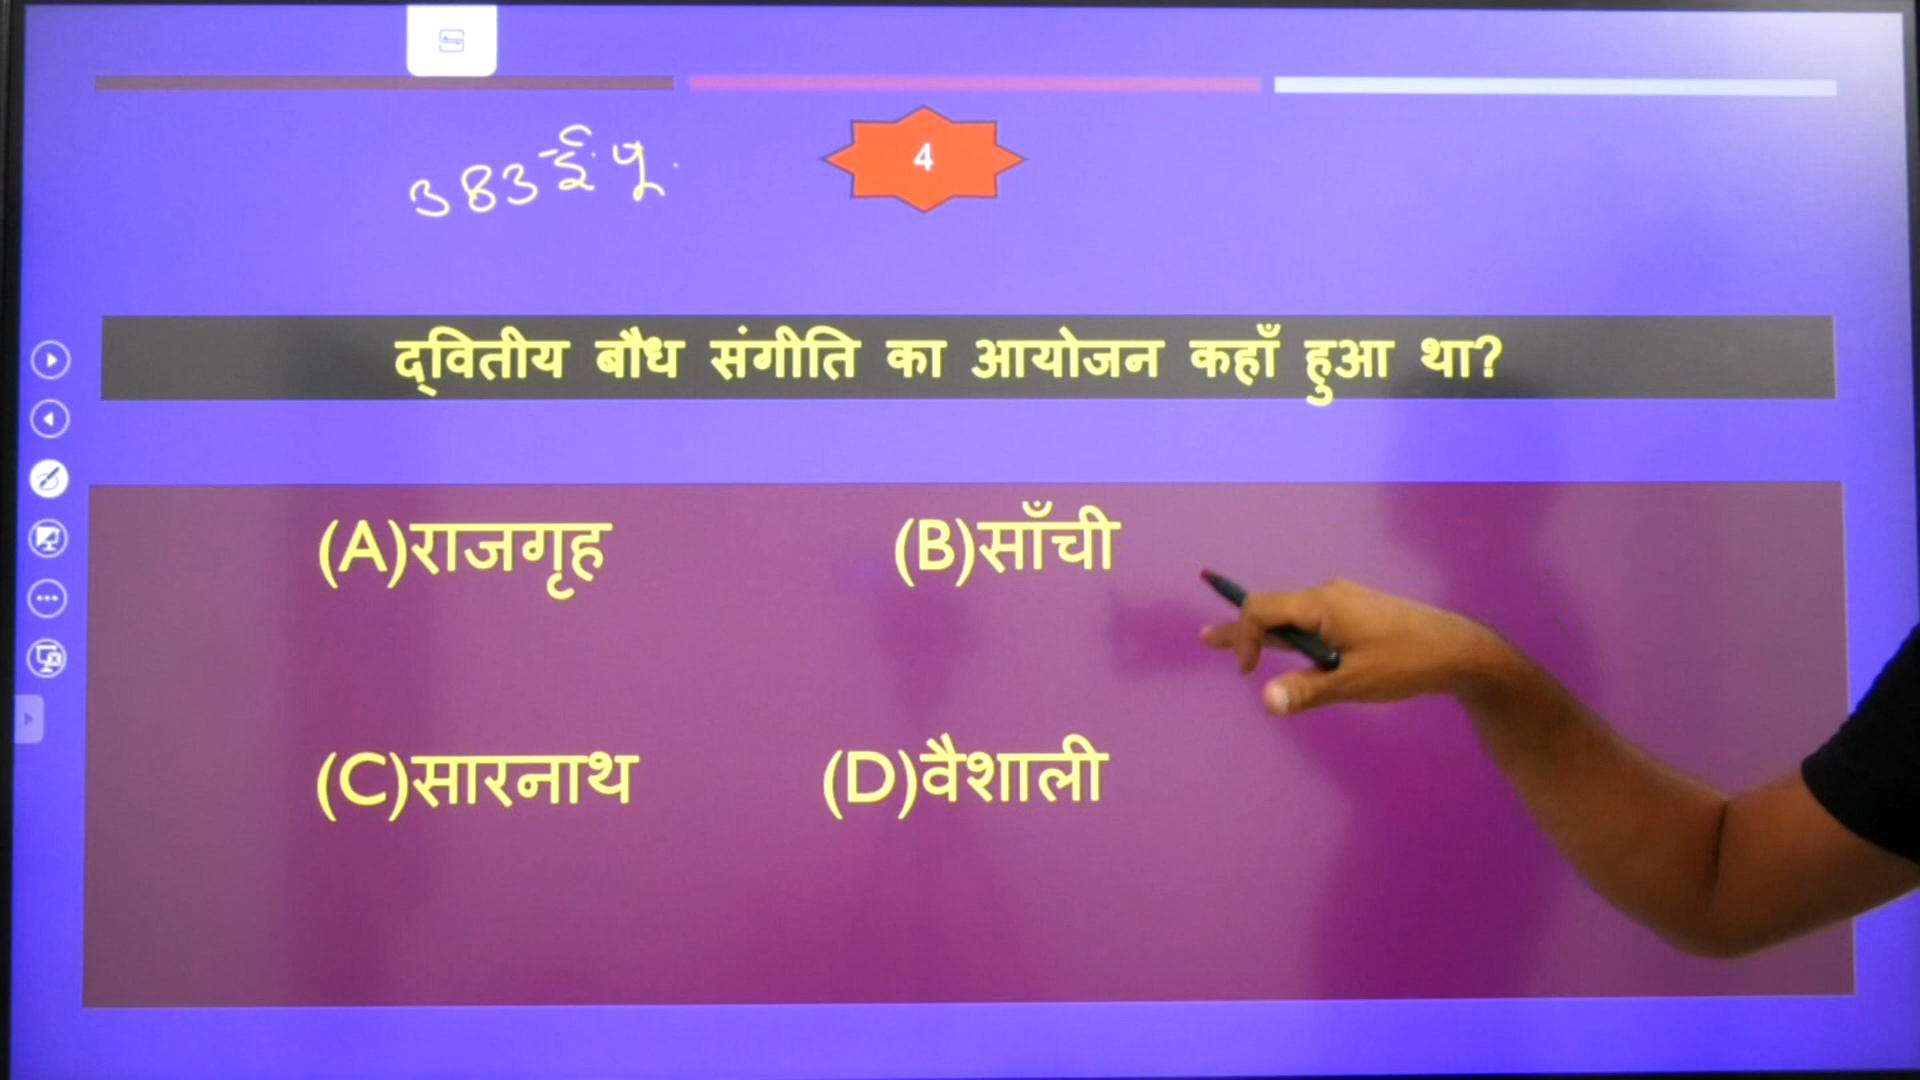 383 ई. पू.
4
द्वितीय बौध संगीति का आयोजन कहाँ हुआ था?
(A)राजगृह (B)साँची
(C)सारनाथ (D)वैशाली